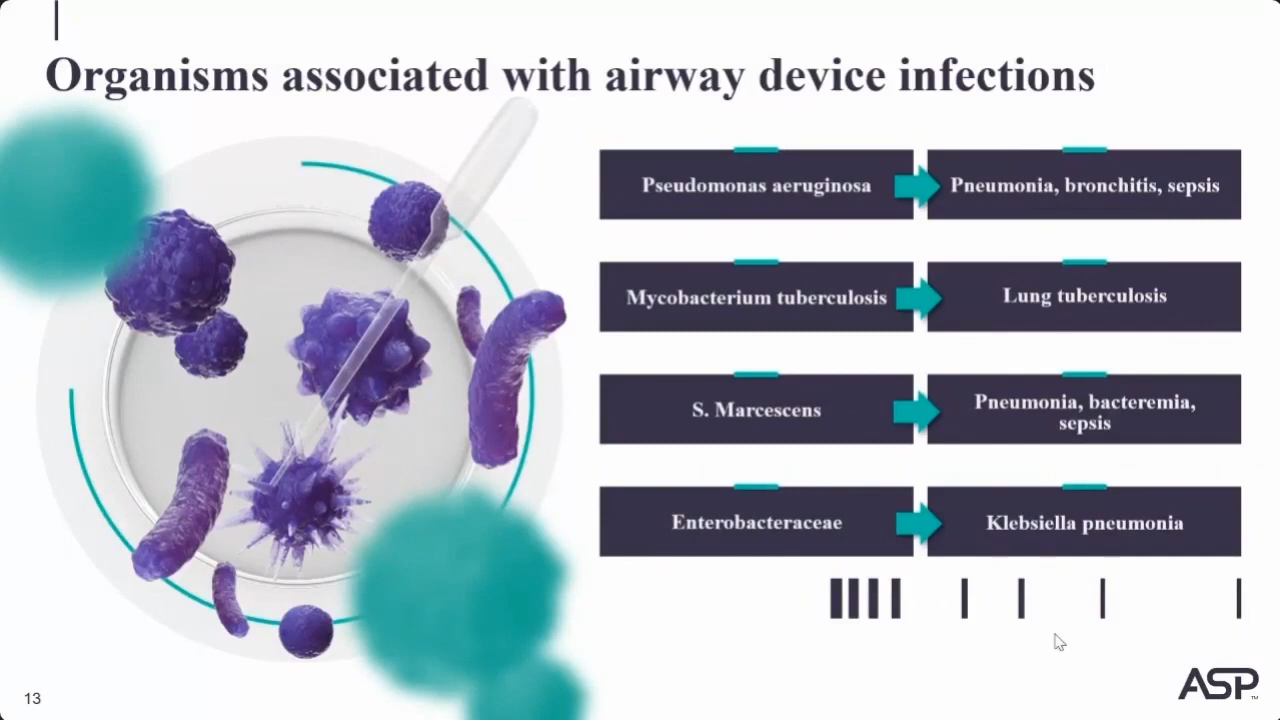 Organisms associated with airway device infections
Pseudomonas aeruginosa
Pneumonia, bronchitis, sepsis
Mycobacterium tuberculosis
Lung tuberculosis
S. Marcescens
Pneumonia, bacteremia,
sepsis
Enterobacteraceae
Klebsiella pneumonia
13
ASP™